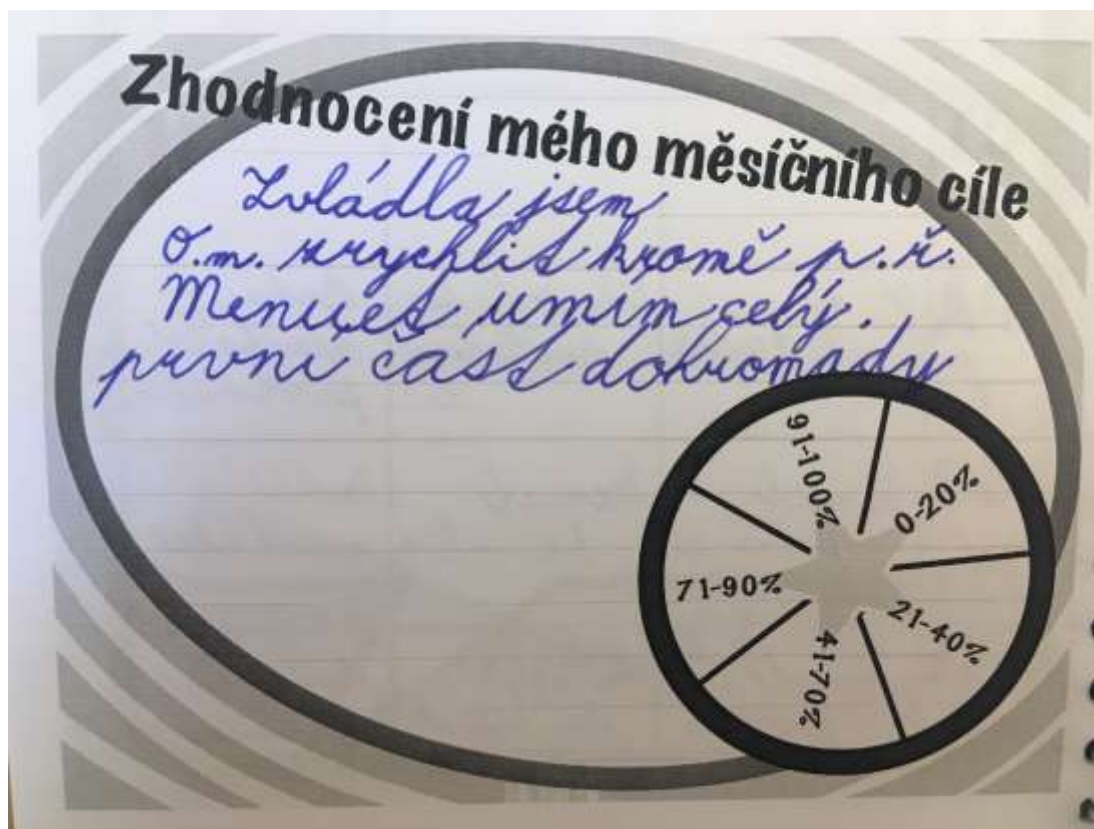 Zhodnocení mého měsíčního cíle
Zvládla jsem
O.m. zrychlit kromě p.ř.
Menuet umím celý.
první část dohromady
91-100%
0-20%
71-90%
21-40%
41-70%